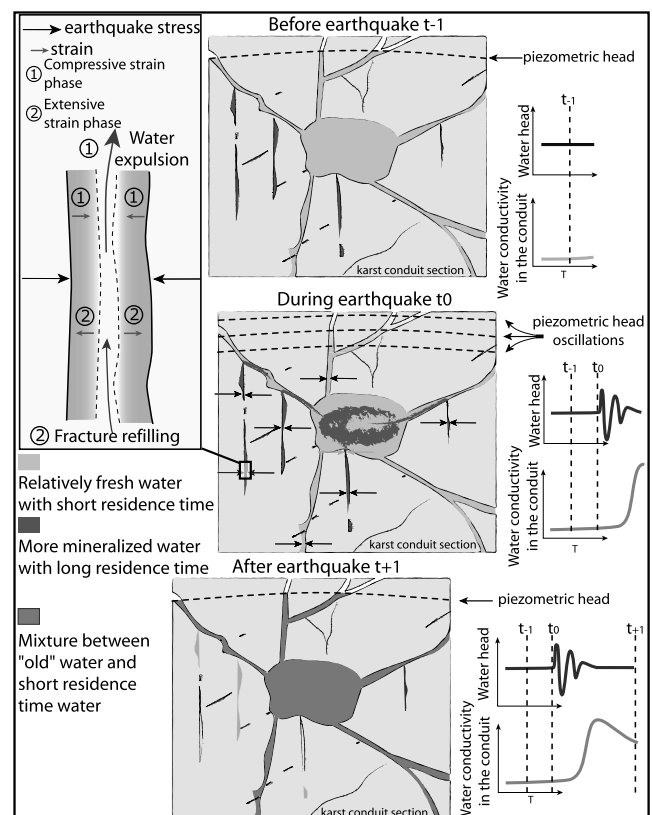 earthquake stress
strain
① Compressive strain
phase
② Extensive
strain phase
① Water
expulsion
① ①
② ②
② Fracture refilling
Relatively fresh water
with short residence time
More mineralized water
with long residence time
Mixture between
"old" water and
short residence
time water
Before earthquake t-1
piezometric head
karst conduit section
t-1
Water head
Water conductivity
in the conduit
T
During earthquake t0
piezometric head
oscillations
karst conduit section
t-1 t0
Water head
Water conductivity
in the conduit
T
After earthquake t+1
piezometric head
karst conduit section
t-1 t0 t+1
Water head
Water conductivity
in the conduit
T